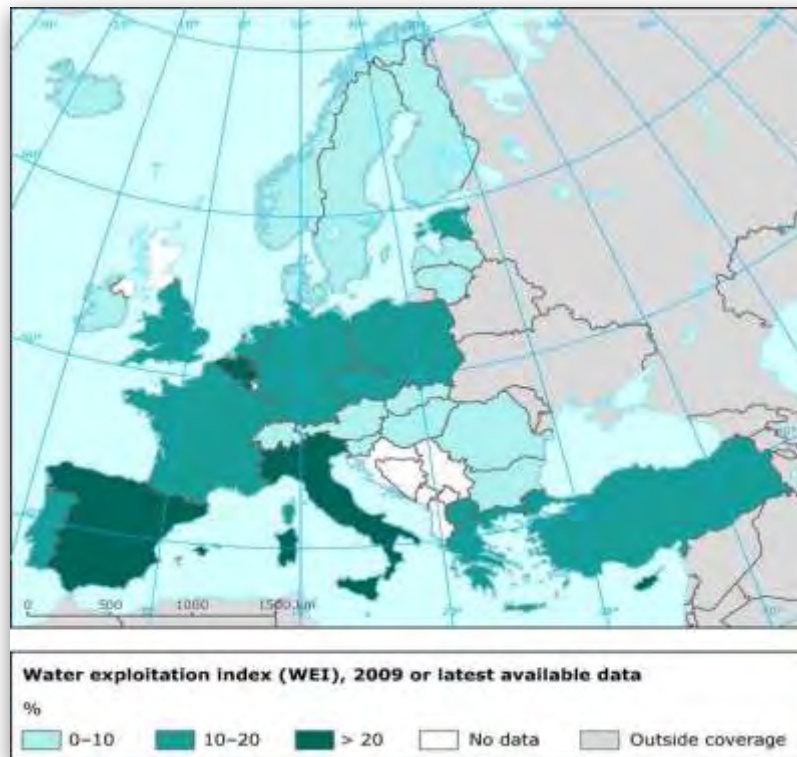 0 500 1000 1500 km
Water exploitation index (WEI), 2009 or latest available data
%
0–10 10–20 > 20 No data Outside coverage